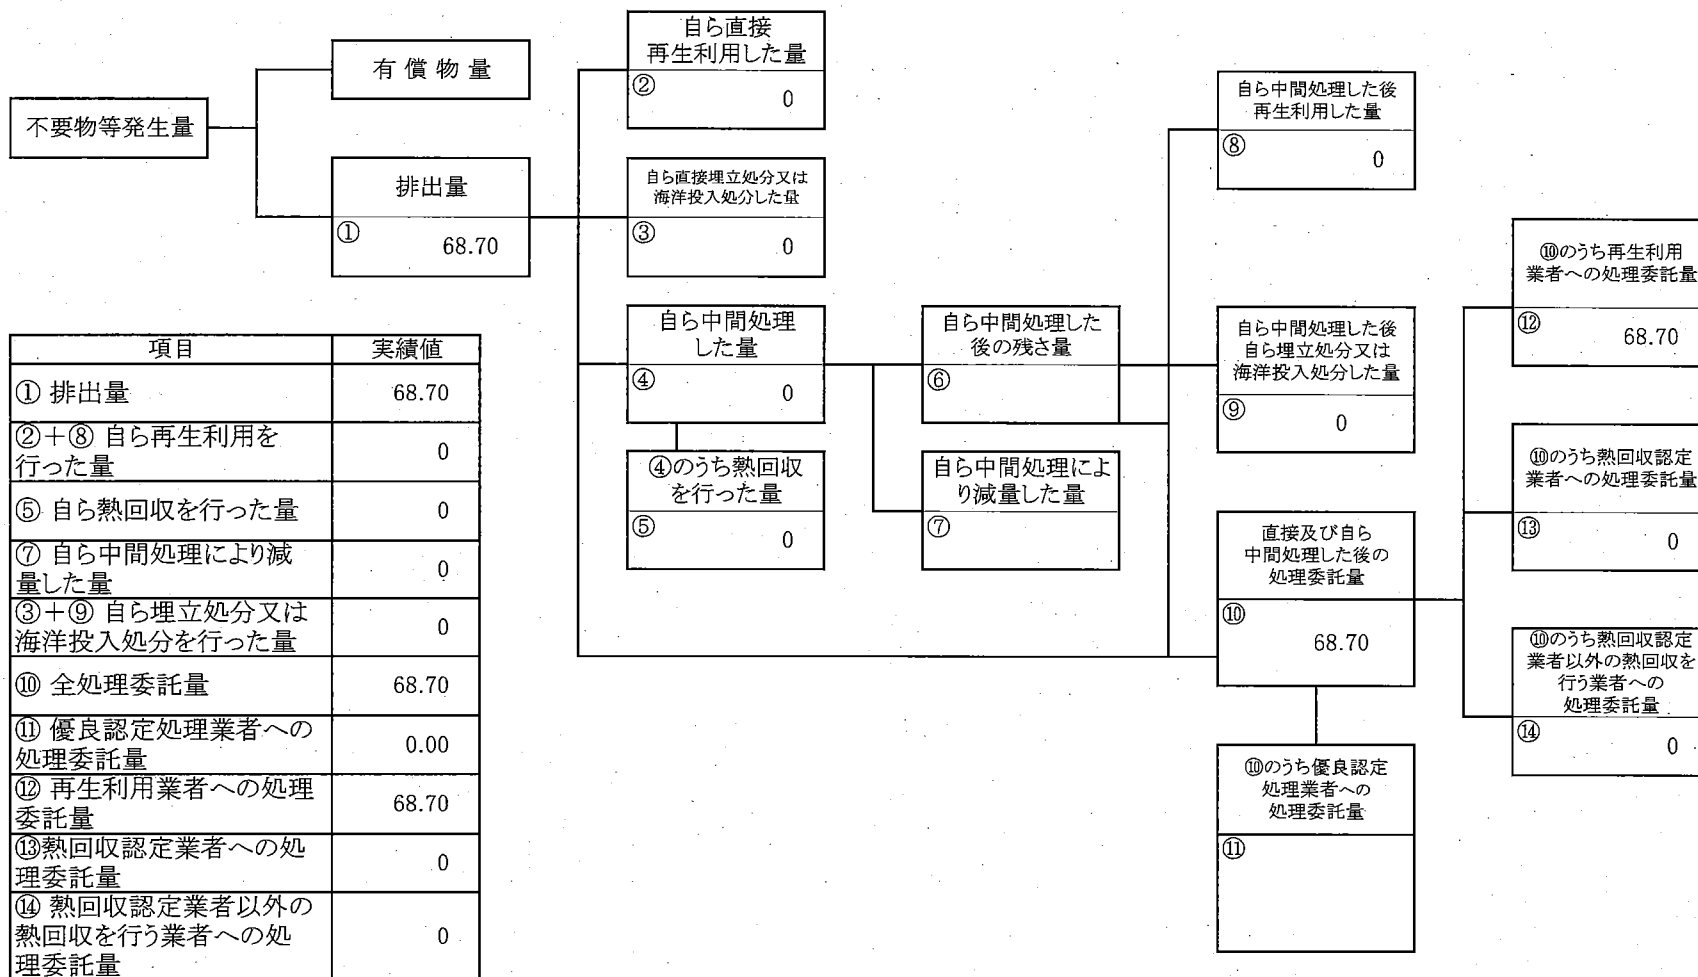 不要物等発生量
有償物量
排出量
①
68.70
自ら直接
再生利用した量
②
0
自ら直接埋立処分又は
海洋投入処分した量
③
0
自ら中間処理
した量
④
0
④のうち熱回収
を行った量
⑤
0
自ら中間処理した
後の残さ量
⑥
自ら中間処理によ
り減量した量
⑦
自ら中間処理した後
再生利用した量
⑧
0
自ら中間処理した後
自ら埋立処分又は
海洋投入処分した量
⑨
0
直接及び自ら
中間処理した後の
処理委託量
⑩
68.70
⑩のうち優良認定
処理業者への
処理委託量
⑪
⑩のうち再生利用
業者への処理委託量
⑫
68.70
⑩のうち熱回収認定
業者への処理委託量
⑬
0
⑩のうち熱回収認定
業者以外の熱回収を
行う業者への
処理委託量
⑭
0
項目 実績値
① 排出量 68.70
②+⑧ 自ら再生利用を
行った量 0
⑤ 自ら熱回収を行った量 0
⑦ 自ら中間処理により減
量した量 0
③+⑨ 自ら埋立処分又は
海洋投入処分を行った量 0
⑩ 全処理委託量 68.70
⑪ 優良認定処理業者への
処理委託量 0.00
⑫ 再生利用業者への処理
委託量 68.70
⑬熱回収認定業者への処
理委託量 0
⑭ 熱回収認定業者以外の
熱回収を行う業者への処
理委託量 0